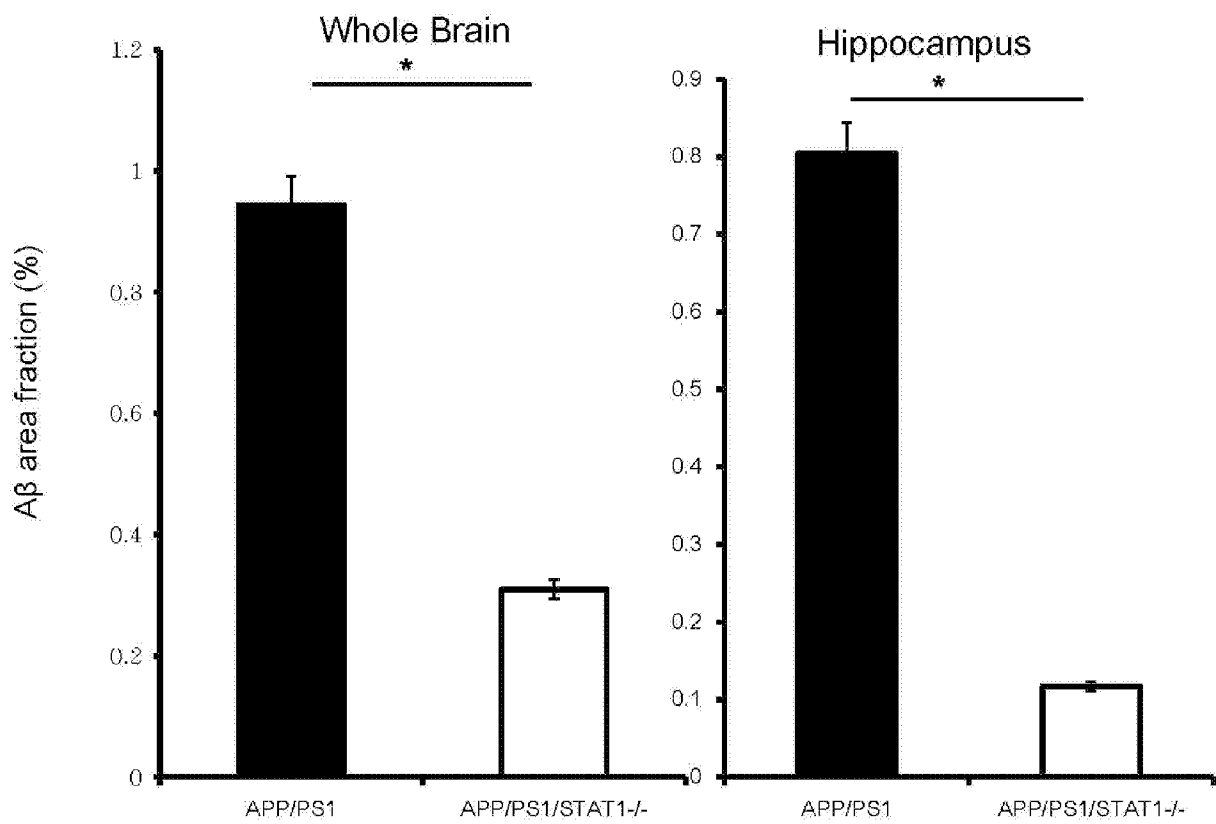 Whole Brain
Hippocampus
*
*
Aβ area fraction (%)
1.2
1
0.8
0.6
0.4
0.2
0
0.9
0.8
0.7
0.6
0.5
0.4
0.3
0.2
0.1
0
APP/PS1
APP/PS1/STAT1-/-
APP/PS1
APP/PS1/STAT1-/-